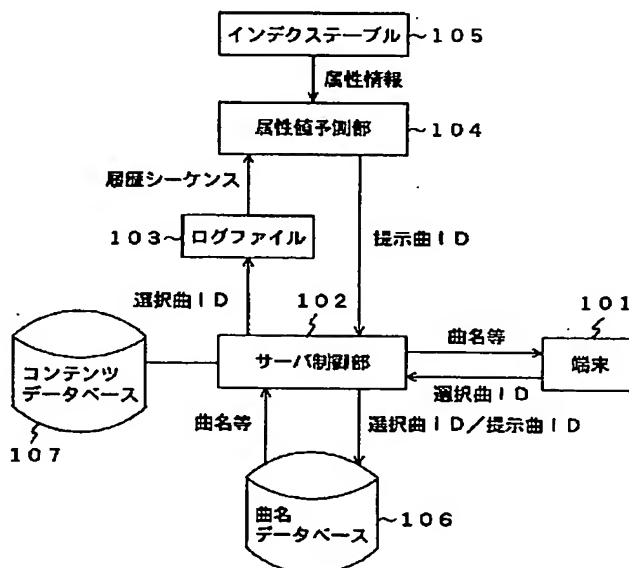 インデクステーブル ～１０５
属性情報
属性値予測部 ～１０４
履歴シーケンス
１０３～ ログファイル
提示曲ＩＤ
選択曲ＩＤ
１０２
１０１
コンテンツ
データベース
サーバ制御部
曲名等
端末
選択曲ＩＤ
１０７
曲名等
選択曲ＩＤ／提示曲ＩＤ
曲名
データベース
～１０６